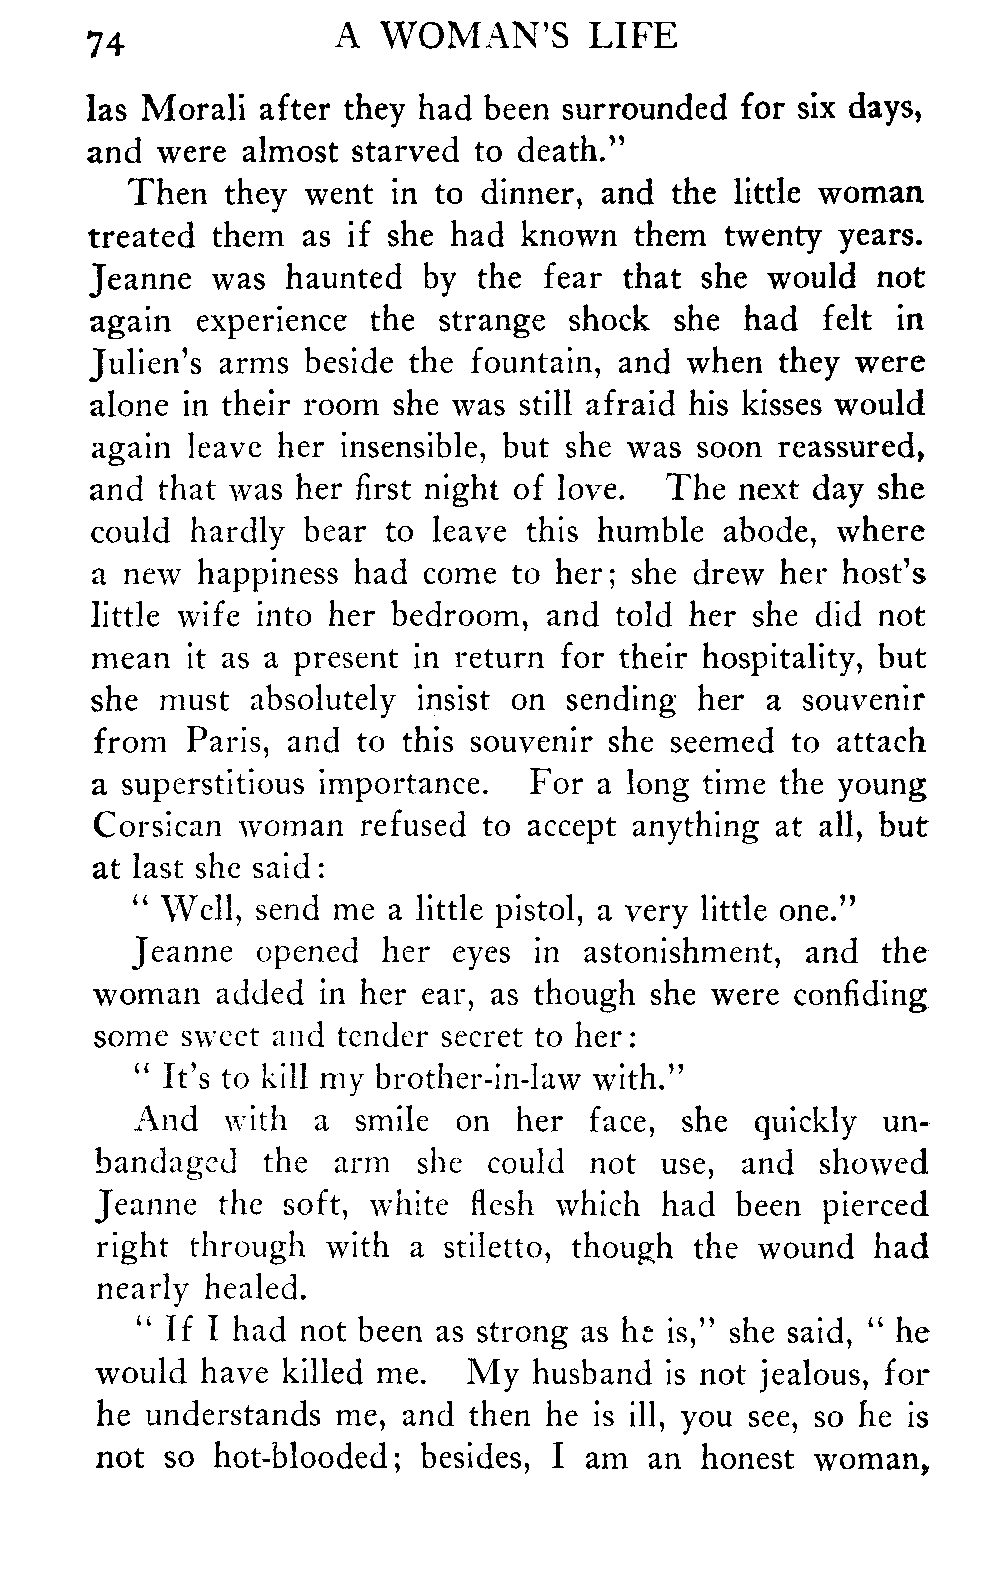 74 A WOMAN'S LIFE
las Morali after they had been surrounded for six days,
and were almost starved to death."
Then they went in to dinner, and the little woman
treated them as if she had known them twenty years.
Jeanne was haunted by the fear that she would not
again experience the strange shock she had felt in
Julien's arms beside the fountain, and when they were
alone in their room she was still afraid his kisses would
again leave her insensible, but she was soon reassured,
and that was her first night of love. The next day she
could hardly bear to leave this humble abode, where
a new happiness had come to her; she drew her host's
little wife into her bedroom, and told her she did not
mean it as a present in return for their hospitality, but
she must absolutely insist on sending her a souvenir
from Paris, and to this souvenir she seemed to attach
a superstitious importance. For a long time the young
Corsican woman refused to accept anything at all, but
at last she said:
" Well, send me a little pistol, a very little one."
Jeanne opened her eyes in astonishment, and the
woman added in her ear, as though she were confiding
some sweet and tender secret to her:
" It's to kill my brother-in-law with."
And with a smile on her face, she quickly un-
bandaged the arm she could not use, and showed
Jeanne the soft, white flesh which had been pierced
right through with a stiletto, though the wound had
nearly healed.
" If I had not been as strong as he is," she said, " he
would have killed me. My husband is not jealous, for
he understands me, and then he is ill, you see, so he is
not so hot-blooded; besides, I am an honest woman,